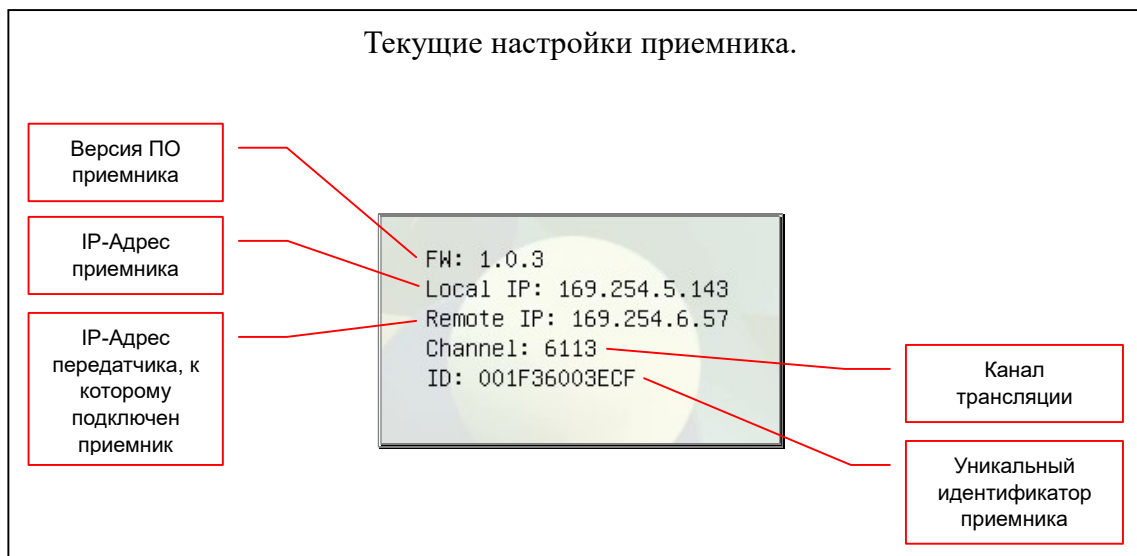 Текущие настройки приемника.
Версия ПО
приемника
IP-Адрес
приемника
IP-Адрес
передатчика, к
которому
подключен
приемник
FW: 1.0.3
Local IP: 169.254.5.143
Remote IP: 169.254.6.57
Channel: 6113
ID: 001F36003ECF
Канал
трансляции
Уникальный
идентификатор
приемника